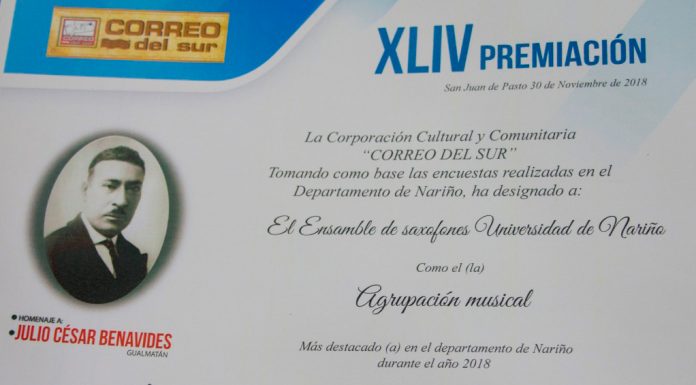 CORREO
del sur
XLIV PREMIACIÓN
San Juan de Pasto 30 de Noviembre de 2018
La Corporación Cultural y Comunitaria
“CORREO DEL SUR”
Tomando como base las encuestas realizadas en el
Departamento de Nariño, ha designado a:
El Ensamble de saxofones Universidad de Nariño
Como el (la)
Agrupación musical
Más destacado (a) en el departamento de Nariño
durante el año 2018
HOMENAJE A:
JULIO CÉSAR BENAVIDES
GUALMATÁN